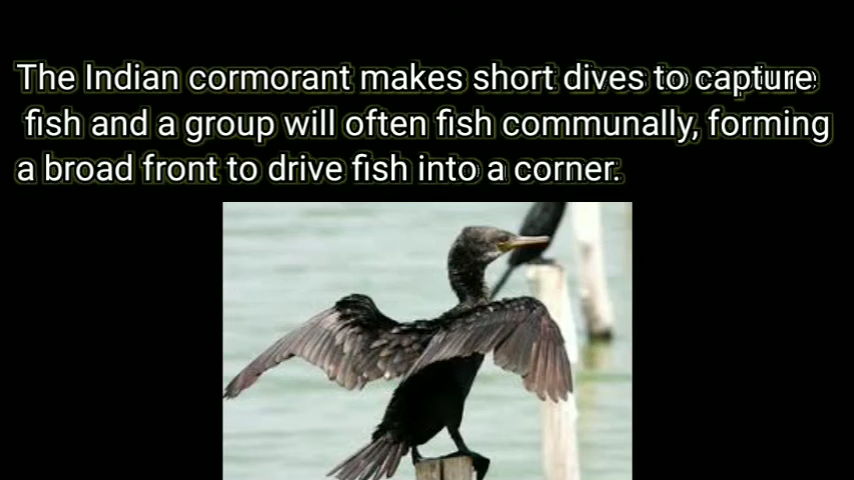 The Indian cormorant makes short dives to capture
fish and a group will often fish communally, forming
a broad front to drive fish into a corner.